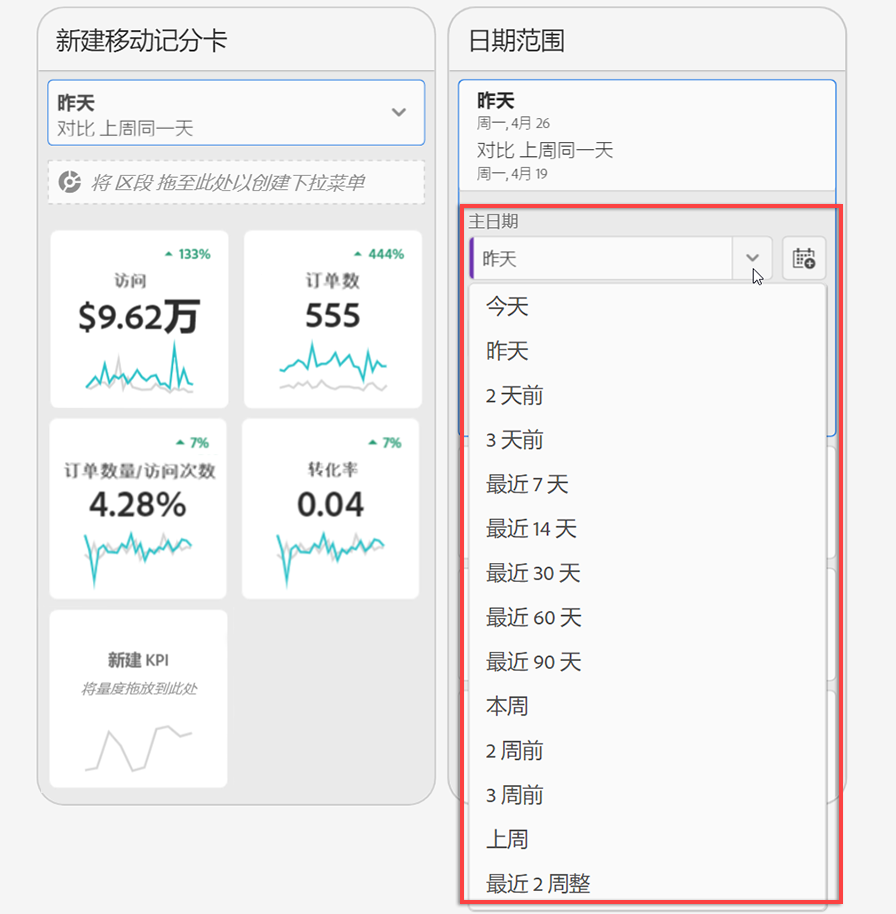 新建移动记分卡
昨天
对比 上周同一天
将 区段 拖至此处以创建下拉菜单
133%
访问
$9.62万
444%
订单数
555
7%
订单数量/访问次数
4.28%
7%
转化率
0.04
新建 KPI
将量度拖放到此处
日期范围
昨天
周一, 4月 26
对比 上周同一天
周一, 4月 19
主日期
昨天
今天
昨天
2 天前
3 天前
最近 7 天
最近 14 天
最近 30 天
最近 60 天
最近 90 天
本周
2 周前
3 周前
上周
最近 2 周整